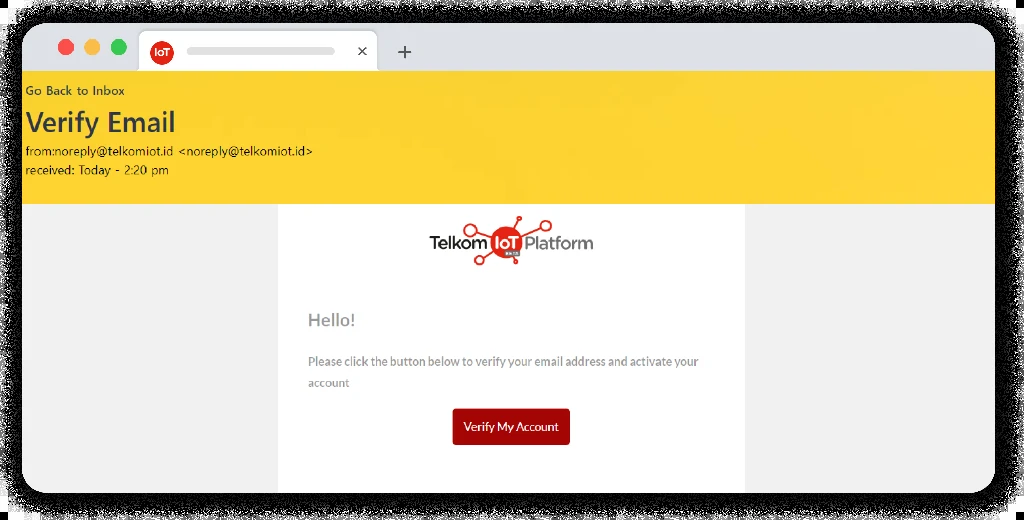 IoT
Go Back to Inbox
Verify Email
from:noreply@telkomiot.id <noreply@telkomiot.id>
received: Today - 2:20 pm
Telkom IoT Platform
Hello!
Please click the button below to verify your email address and activate your
account
Verify My Account